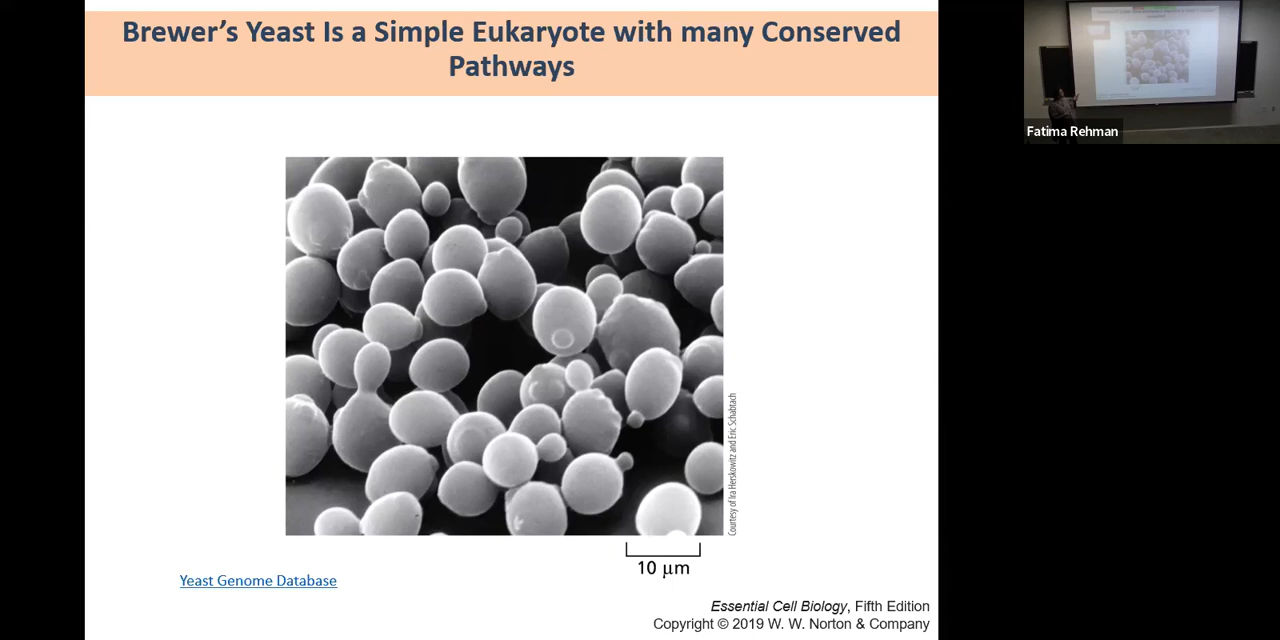 Brewer’s Yeast Is a Simple Eukaryote with many Conserved
Pathways
Fatima Rehman
Courtesy of Ira Herskowitz and Eric Schabtach
10 μm
Yeast Genome Database
Essential Cell Biology, Fifth Edition
Copyright © 2019 W. W. Norton & Company